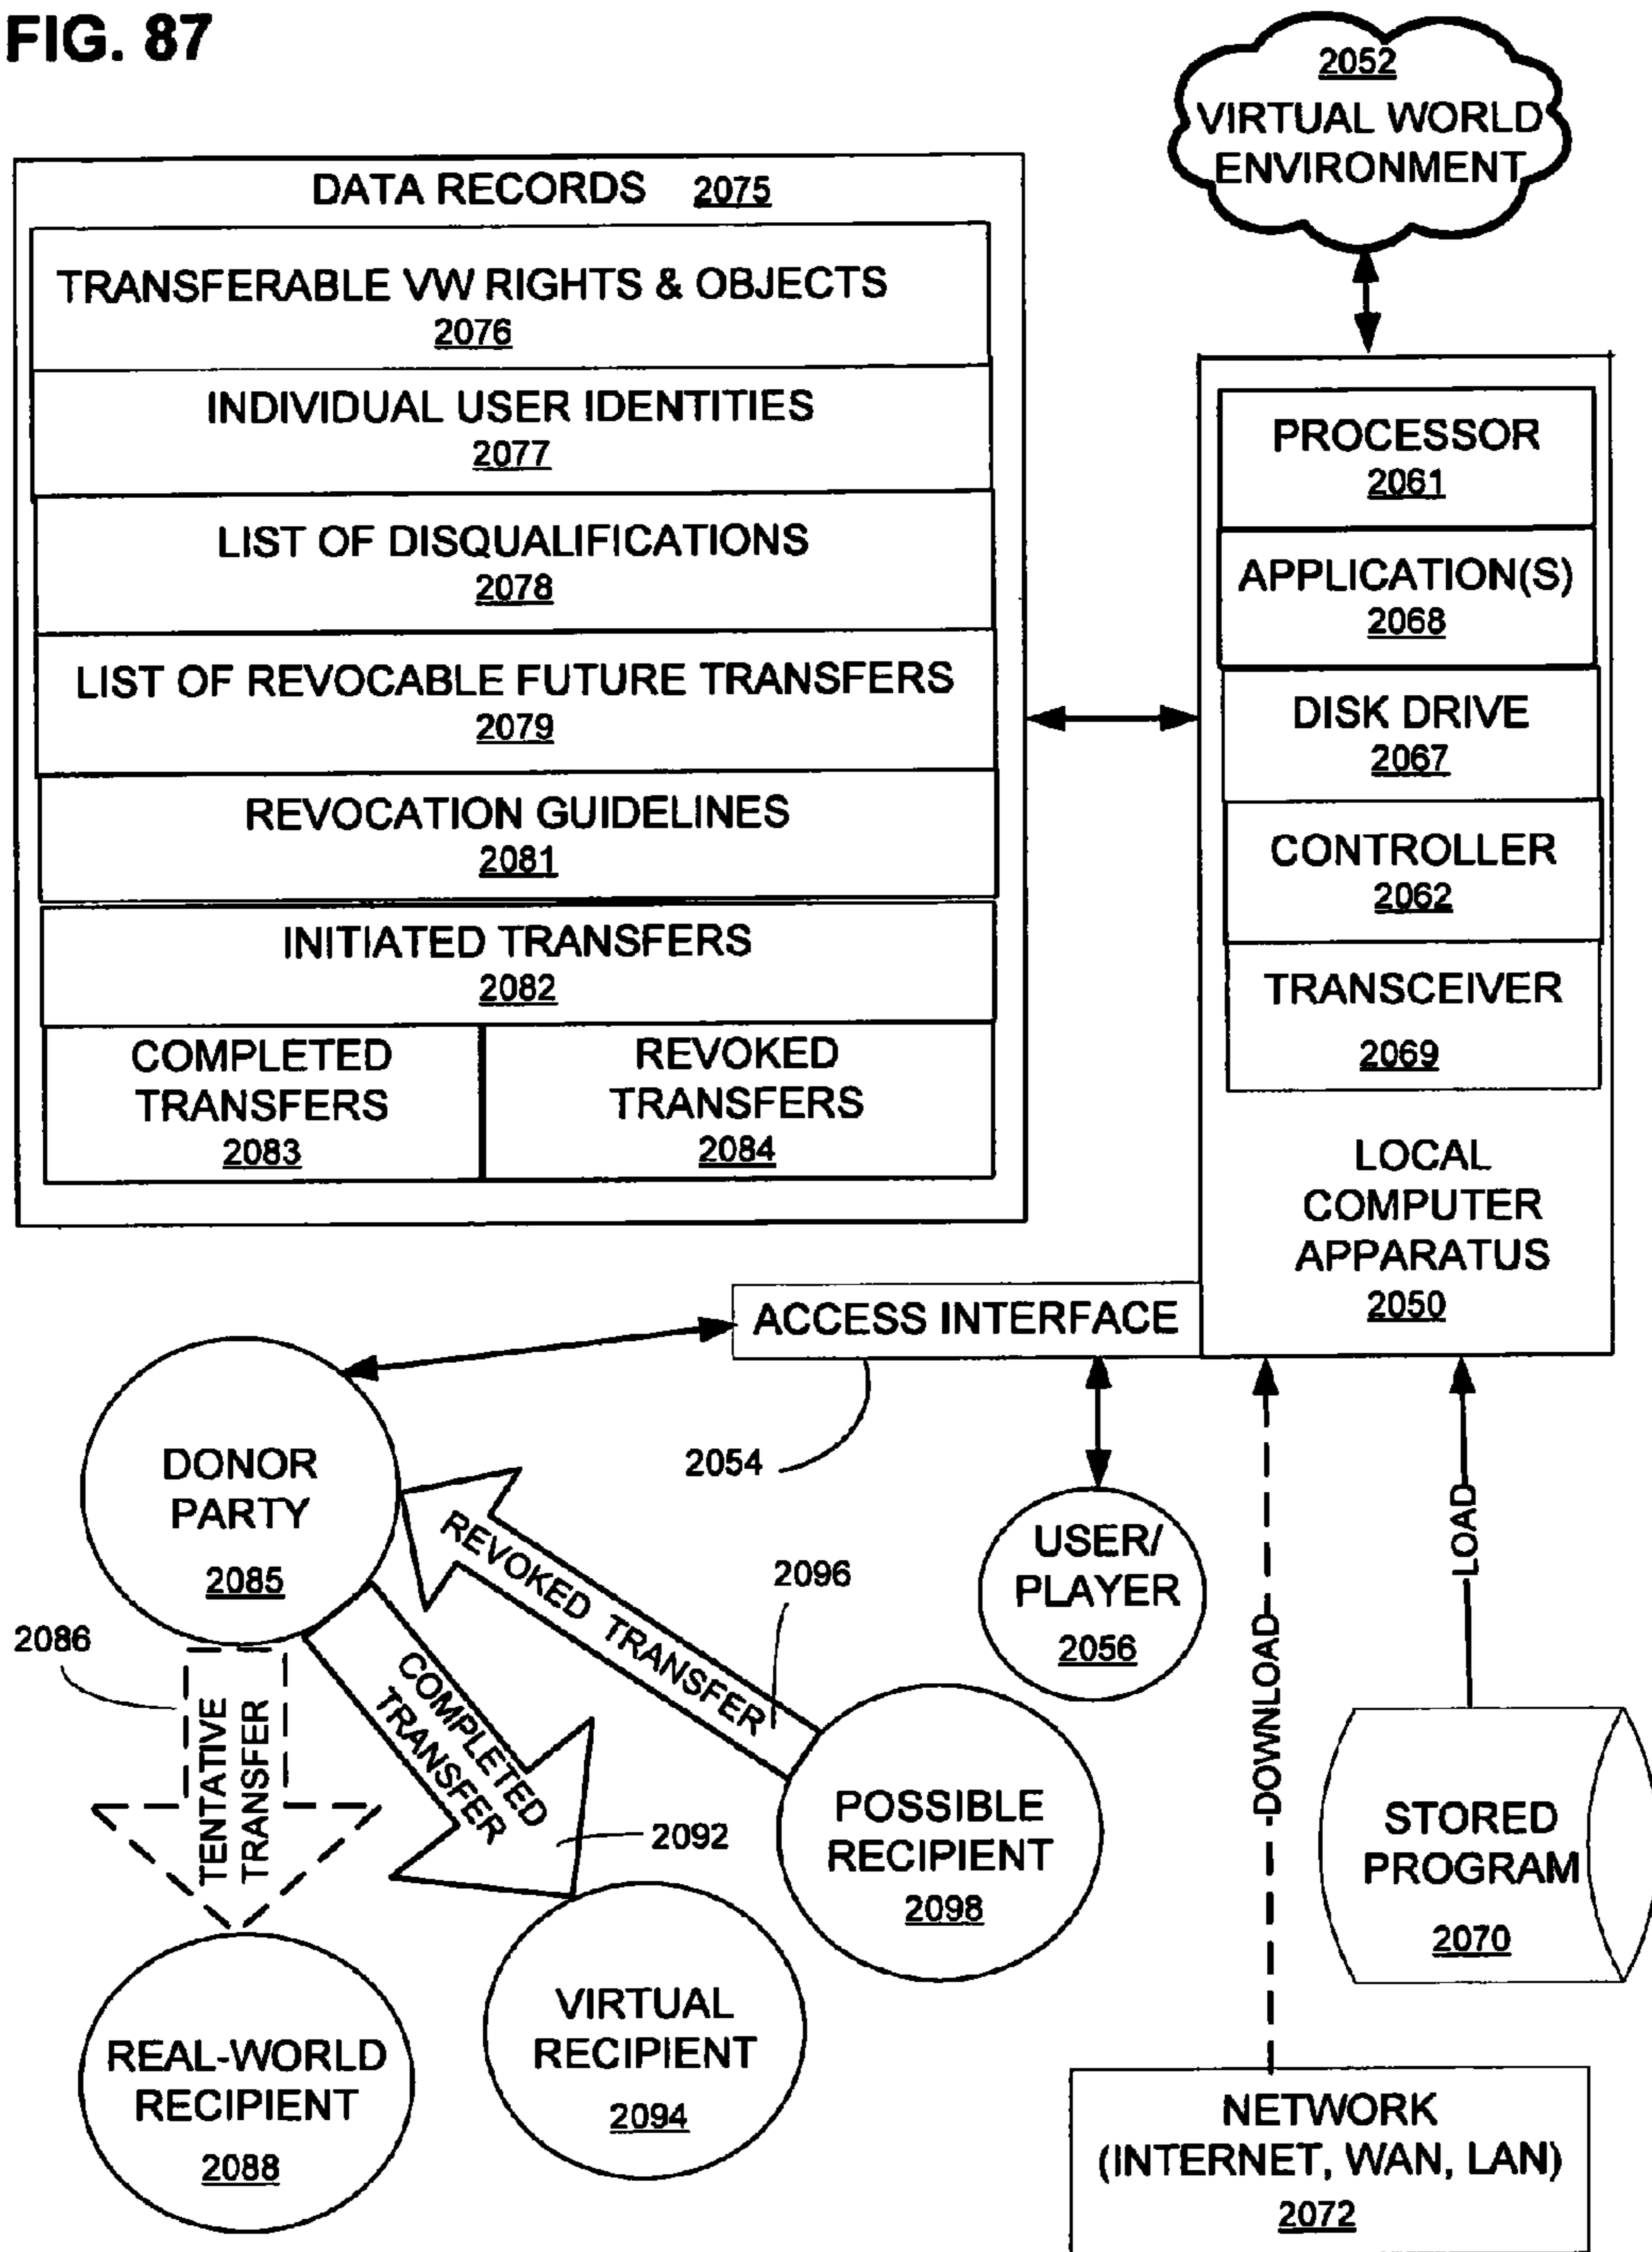 FIG. 87
2052
VIRTUAL WORLD
ENVIRONMENT
DATA RECORDS 2075
TRANSFERABLE VW RIGHTS & OBJECTS
2076
INDIVIDUAL USER IDENTITIES
2077
LIST OF DISQUALIFICATIONS
2078
LIST OF REVOCABLE FUTURE TRANSFERS
2079
REVOCATION GUIDELINES
2081
INITIATED TRANSFERS
2082
COMPLETED
TRANSFERS
2083
REVOKED
TRANSFERS
2084
PROCESSOR
2061
APPLICATION(S)
2068
DISK DRIVE
2067
CONTROLLER
2062
TRANSCEIVER
2069
LOCAL
COMPUTER
APPARATUS
2050
ACCESS INTERFACE
2054
DONOR
PARTY
2085
REVOKED TRANSFER
2096
USER/
PLAYER
2056
DOWNLOAD
LOAD
2086
TENTATIVE
TRANSFER
COMPLETED
TRANSFER
2092
POSSIBLE
RECIPIENT
2098
STORED
PROGRAM
2070
REAL-WORLD
RECIPIENT
2088
VIRTUAL
RECIPIENT
2094
NETWORK
(INTERNET, WAN, LAN)
2072